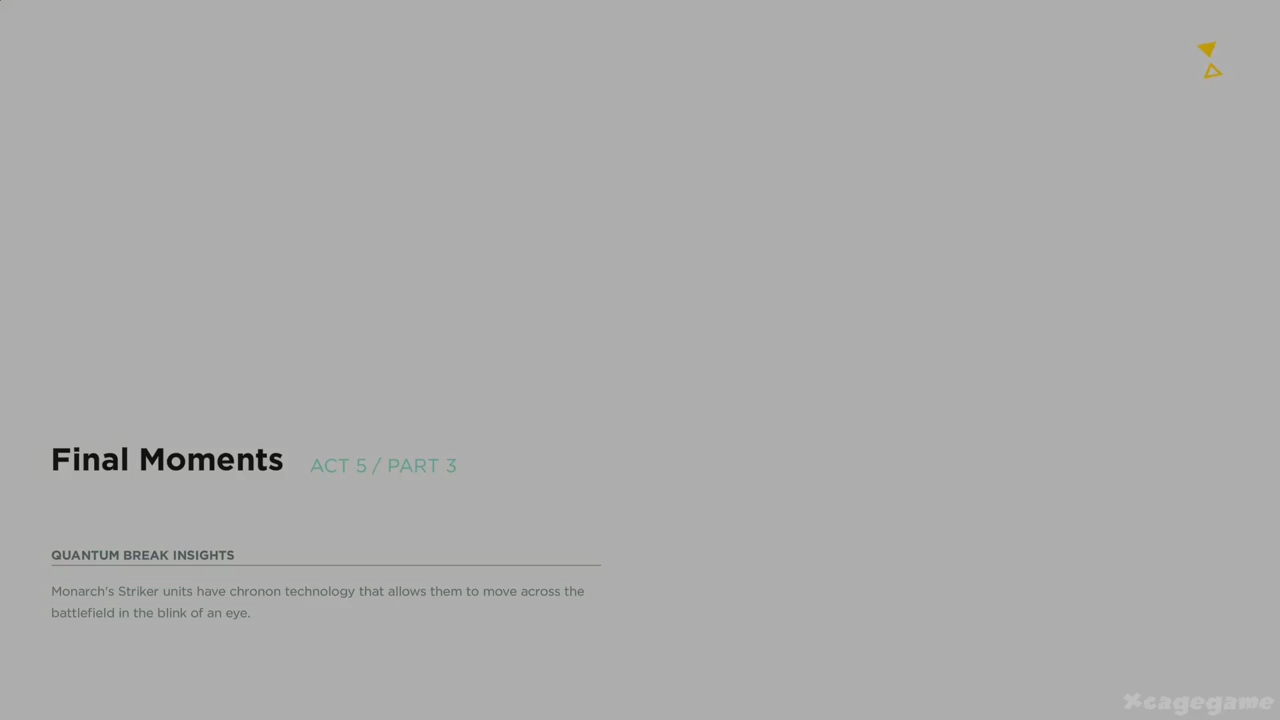 Final Moments ACT 5 / PART 3
QUANTUM BREAK INSIGHTS
Monarch's Striker units have chronon technology that allows them to move across the
battlefield in the blink of an eye.
Xcagegame